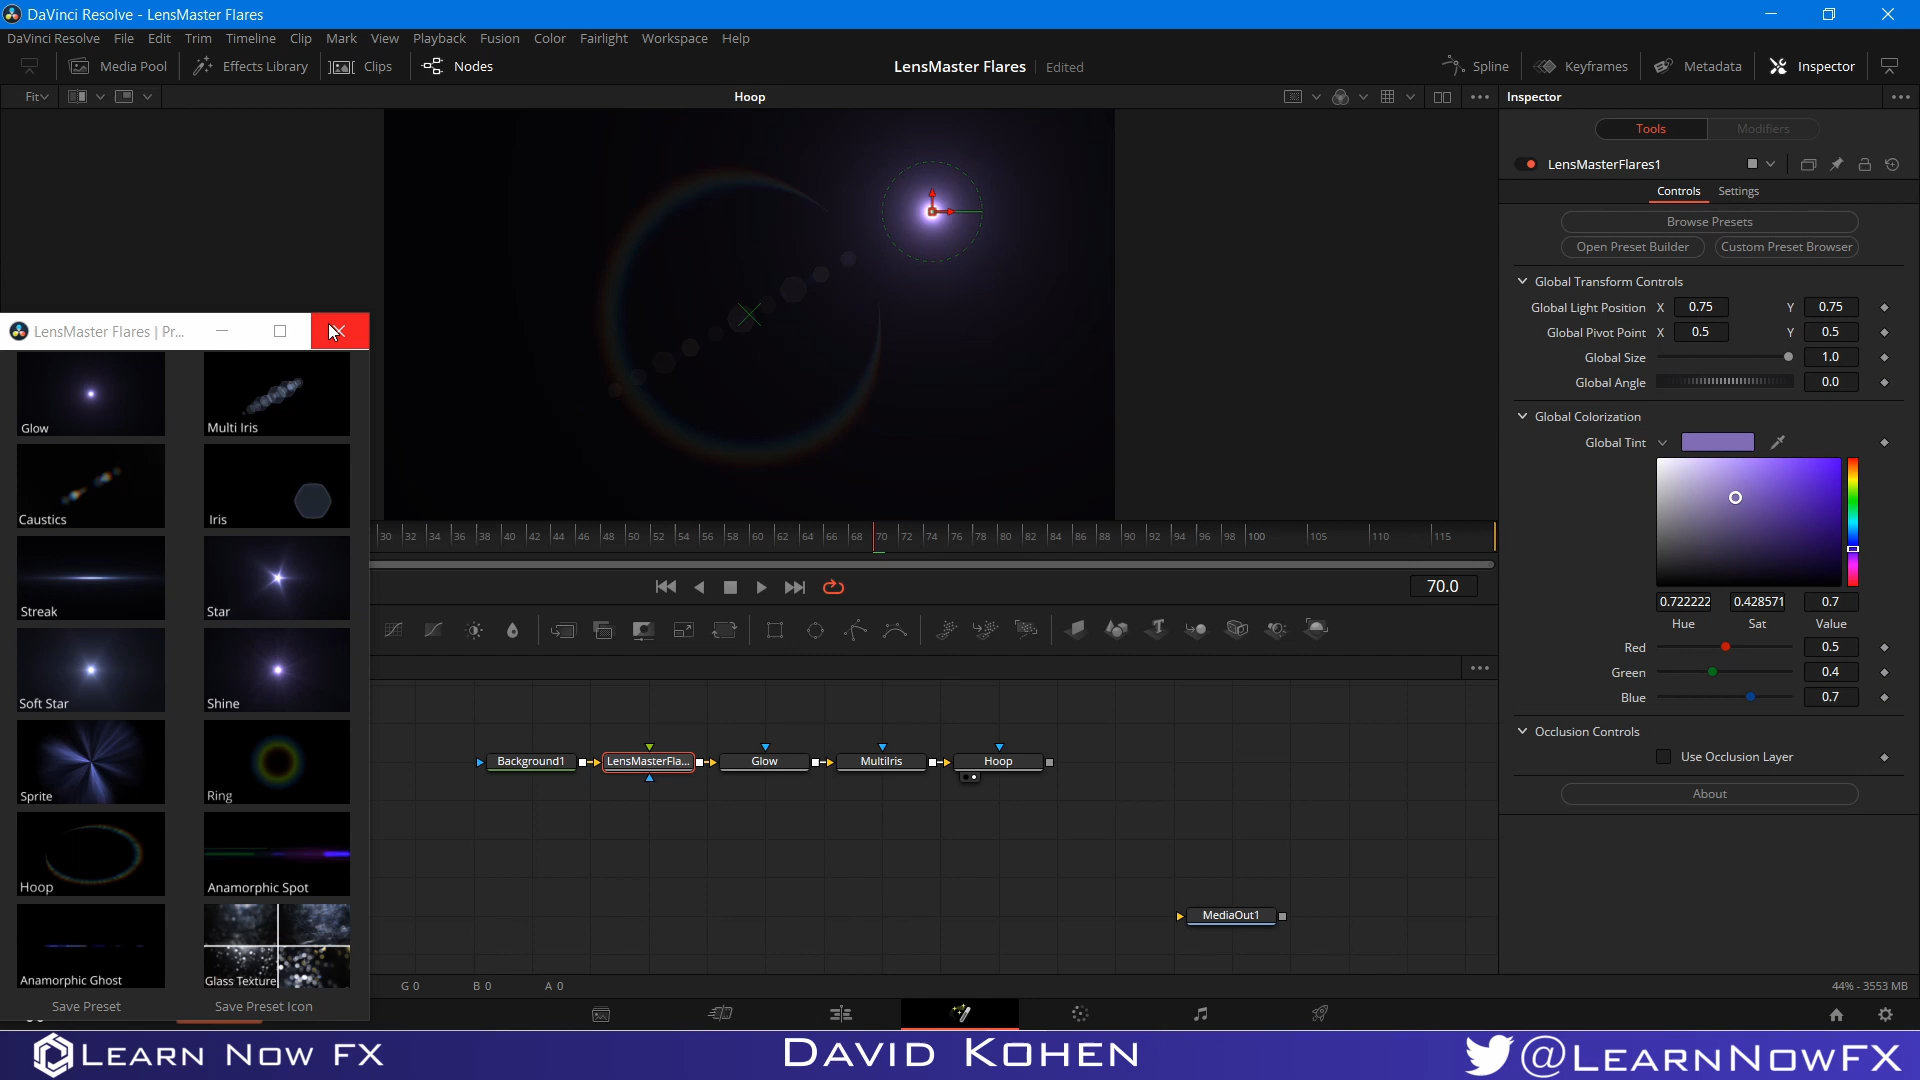 DaVinci Resolve - LensMaster Flares
DaVinci Resolve File Edit Trim Timeline Clip Mark View Playback Fusion Color Fairlight Workspace Help
Media Pool Effects Library Clips Nodes LensMaster Flares Edited Spline Keyframes Metadata Inspector
Fit Hoop Inspector
Tools Modifiers
LensMasterFlares1
Controls Settings
Browse Presets
Open Preset Builder Custom Preset Browser
Global Transform Controls
Global Light Position X 0.75 Y 0.75
Global Pivot Point X 0.5 Y 0.5
Global Size 1.0
Global Angle 0.0
Global Colorization
Global Tint
0.722222 0.428571 0.7
Hue Sat Value
Red 0.5
Green 0.4
Blue 0.7
Occlusion Controls
Use Occlusion Layer
About
LensMaster Flares | Pr...
Glow Multi Iris
Caustics Iris
Streak Star
Soft Star Shine
Sprite Ring
Hoop Anamorphic Spot
Anamorphic Ghost Glass Texture
Save Preset Save Preset Icon
30 32 34 36 38 40 42 44 46 48 50 52 54 56 58 60 62 64 66 68 70 72 74 76 78 80 82 84 86 88 90 92 94 96 98 100 105 110 115
70.0
Background1 LensMasterFla... Glow MultiIris Hoop
MediaOut1
G 0 B 0 A 0
44% - 3553 MB
LEARN NOW FX
DAVID KOHEN
@LEARNNOWFX